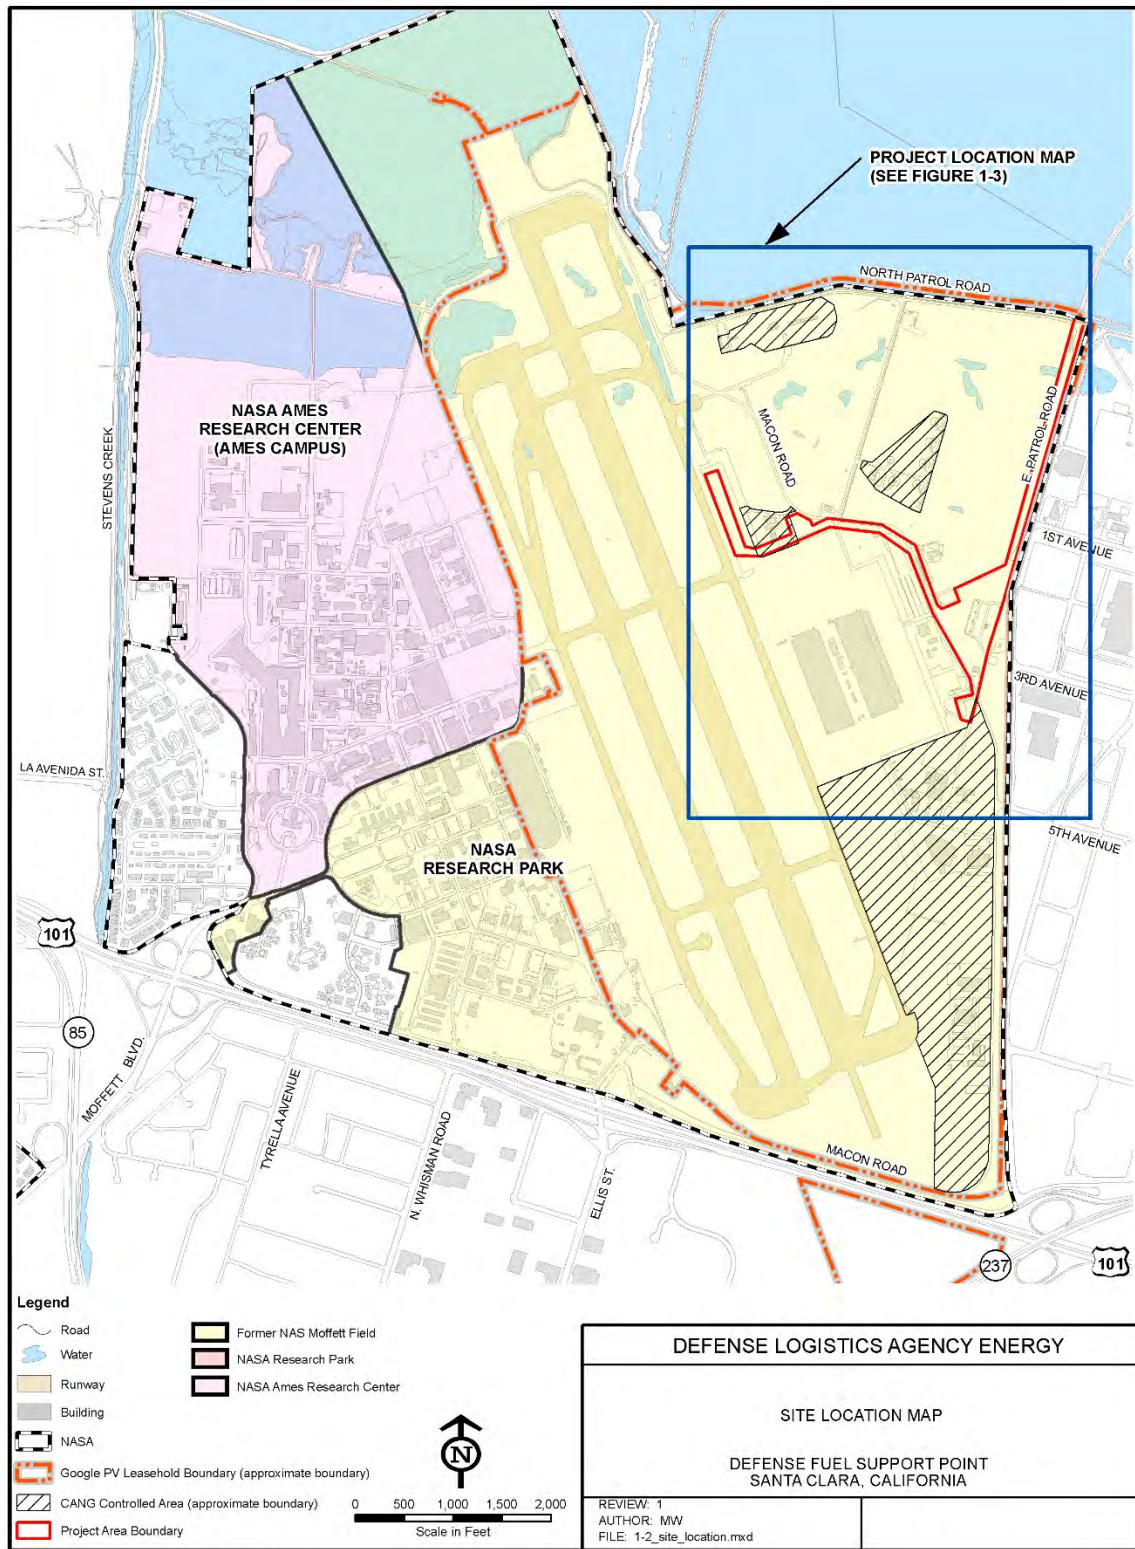 PROJECT LOCATION MAP
(SEE FIGURE 1-3)
NORTH PATROL ROAD
MACON ROAD
E. PATROL ROAD
NASA AMES
RESEARCH CENTER
(AMES CAMPUS)
STEVENS CREEK
1ST AVENUE
3RD AVENUE
5TH AVENUE
LA AVENIDA ST.
NASA
RESEARCH PARK
101
85
MOFFETT BLVD.
TYRELLA AVENUE
N. WHISMAN ROAD
ELLIS ST.
MACON ROAD
237
101
Legend
Road
Water
Runway
Building
NASA
Google PV Leasehold Boundary (approximate boundary)
CANG Controlled Area (approximate boundary)
Project Area Boundary
Former NAS Moffett Field
NASA Research Park
NASA Ames Research Center
N
0 500 1,000 1,500 2,000
Scale in Feet
DEFENSE LOGISTICS AGENCY ENERGY
SITE LOCATION MAP
DEFENSE FUEL SUPPORT POINT
SANTA CLARA, CALIFORNIA
REVIEW: 1
AUTHOR: MW
FILE: 1-2_site_location.mxd